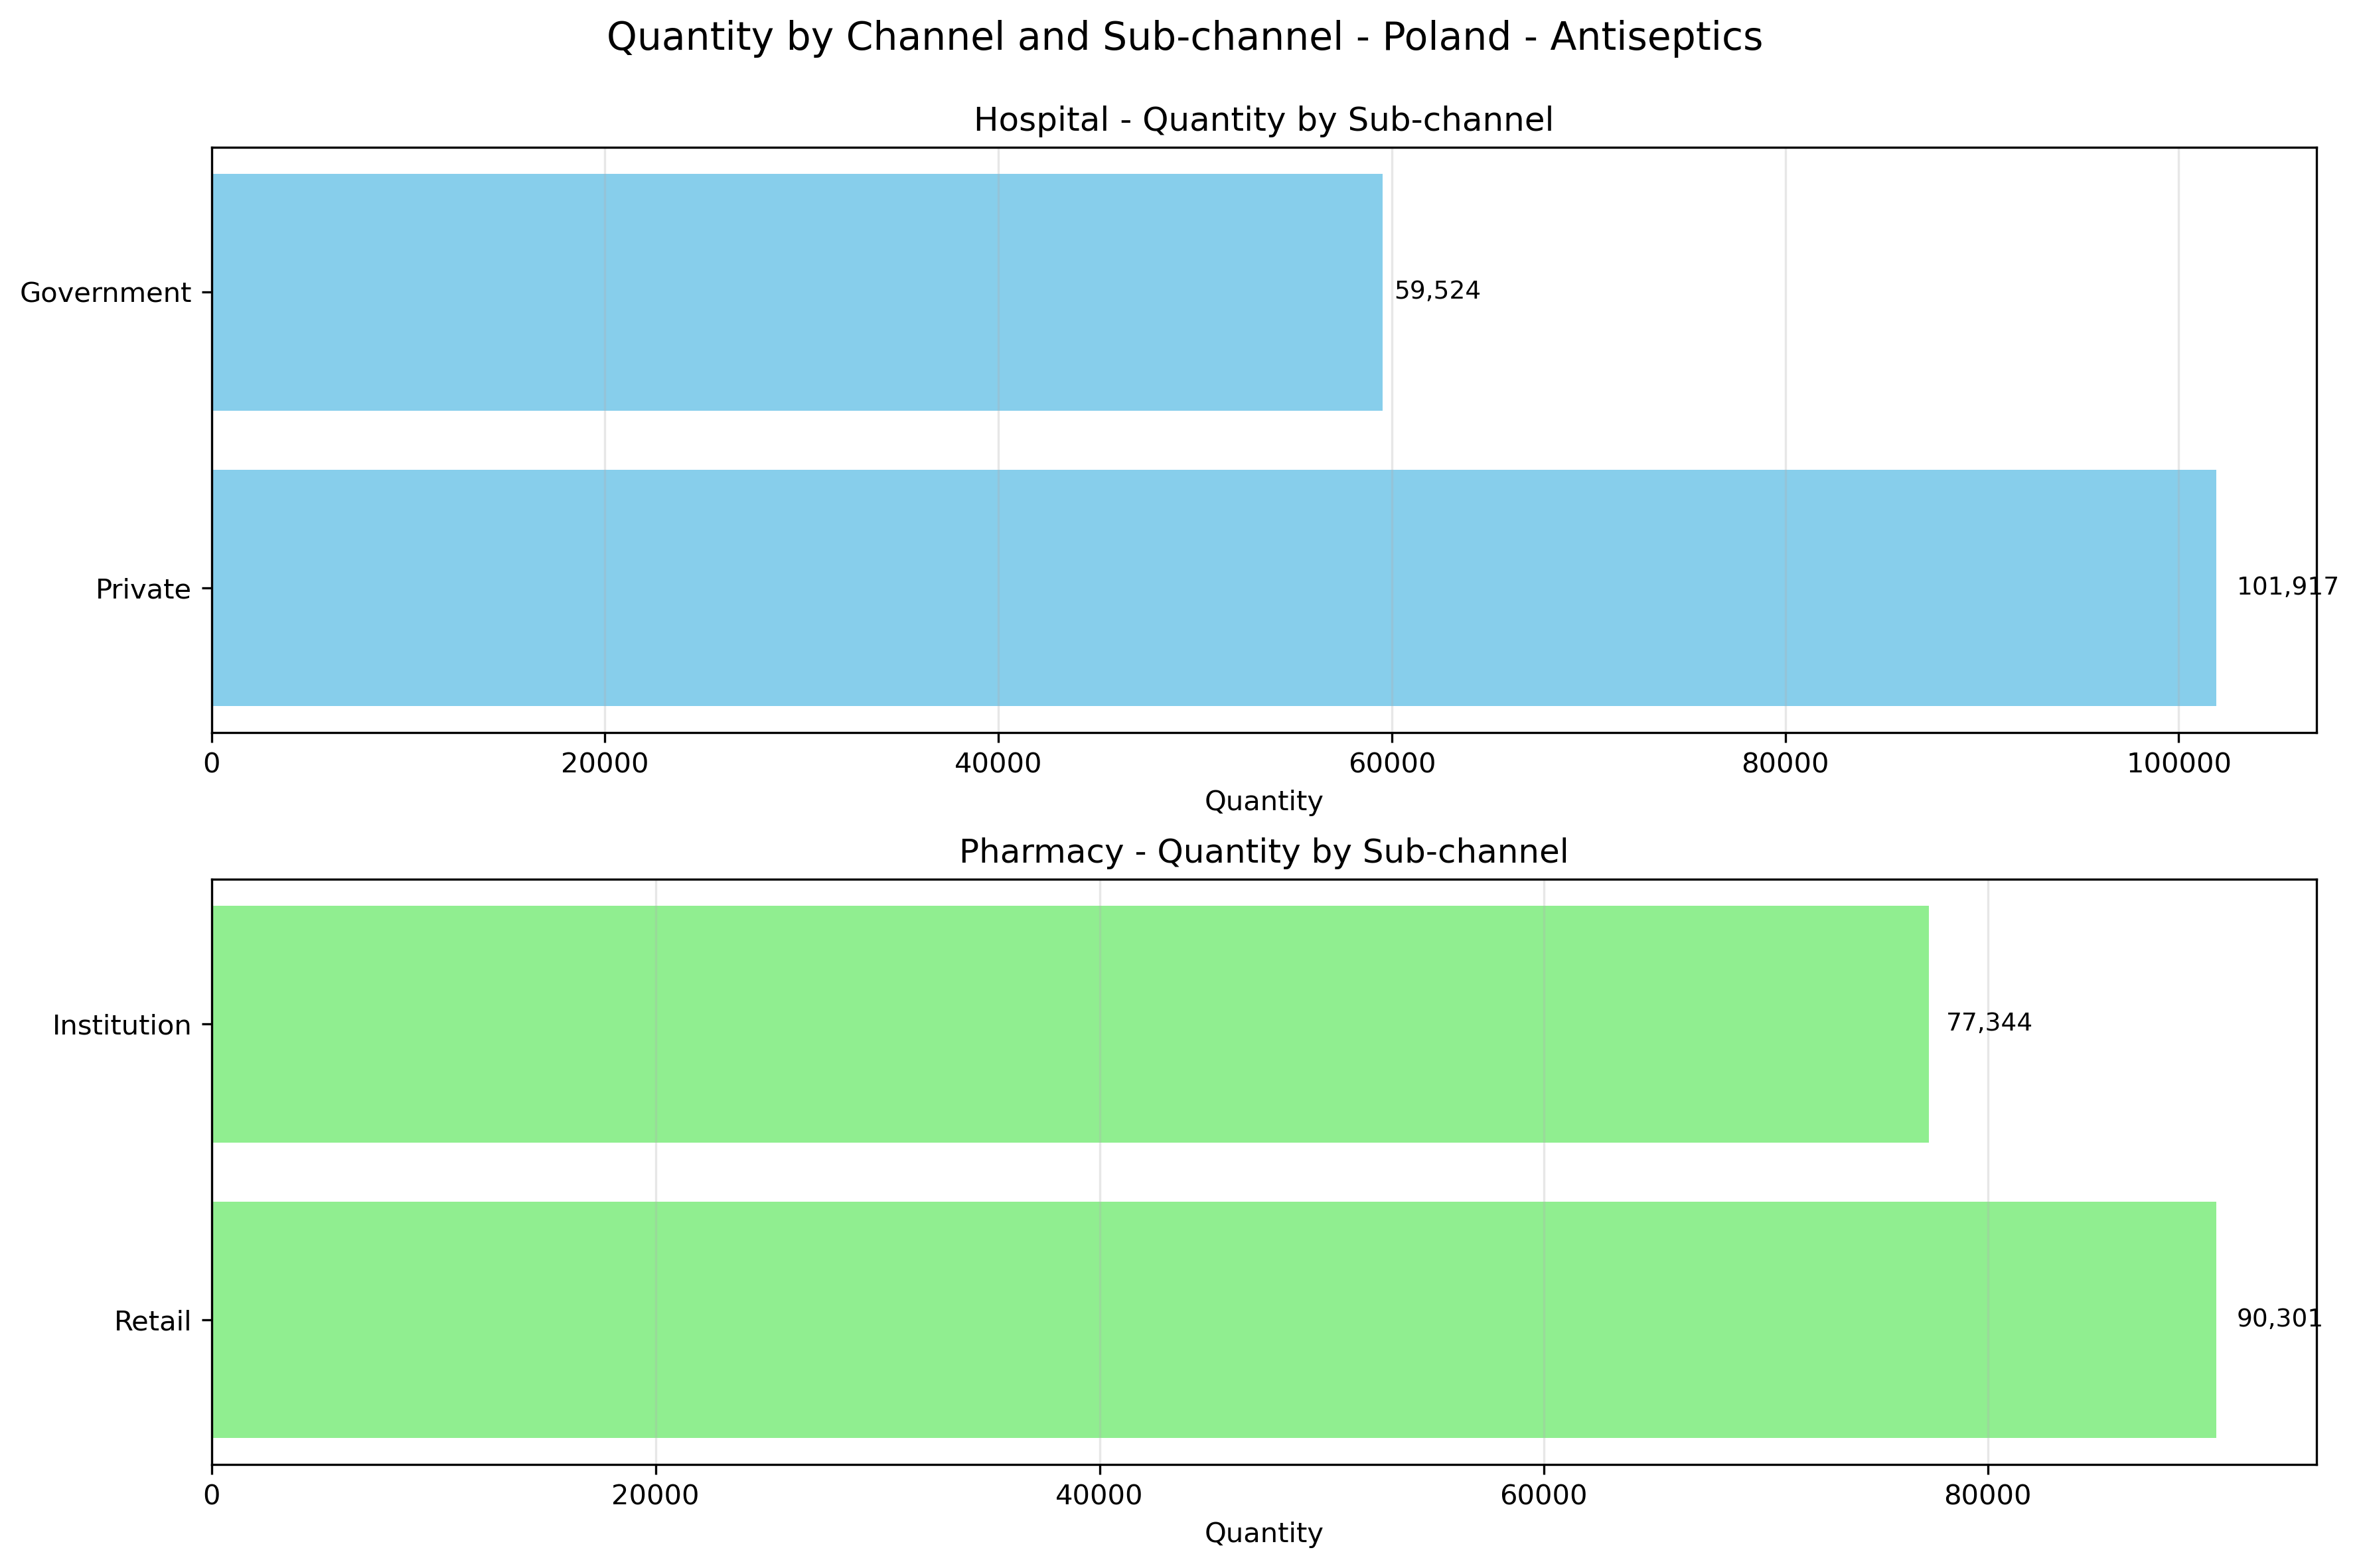 Quantity by Channel and Sub-channel - Poland - Antiseptics
Hospital - Quantity by Sub-channel
Government
59,524
Private
101,917
0 20000 40000 60000 80000 100000
Quantity
Pharmacy - Quantity by Sub-channel
Institution
77,344
Retail
90,301
0 20000 40000 60000 80000
Quantity